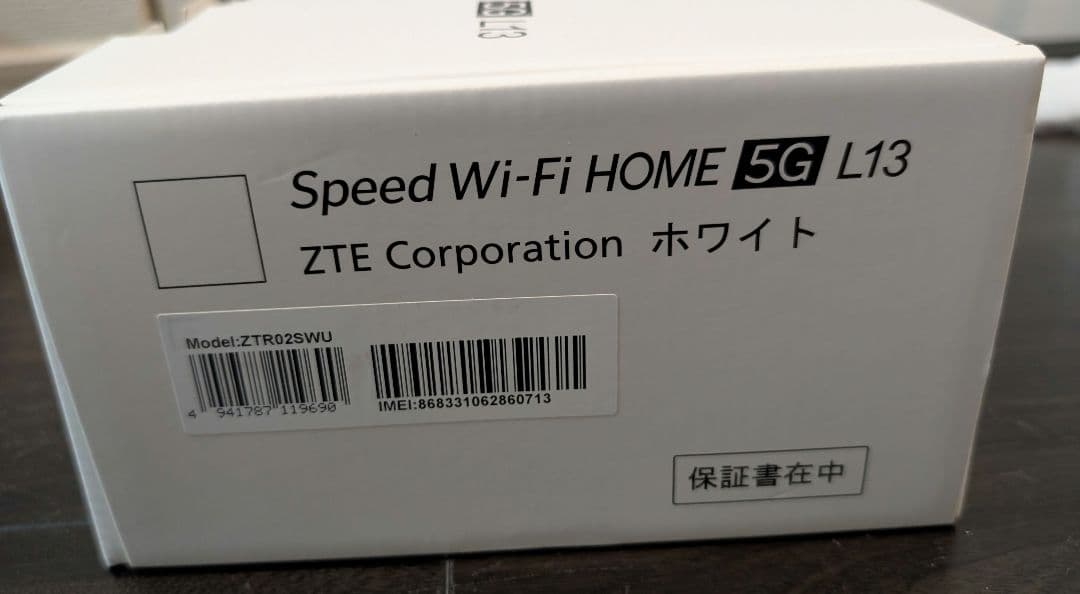 5G L13
Speed Wi-Fi HOME 5G L13
ZTE Corporation ホワイト
Model:ZTR02SWU
4 941787 119690
IMEI:868331062860713
保証書在中